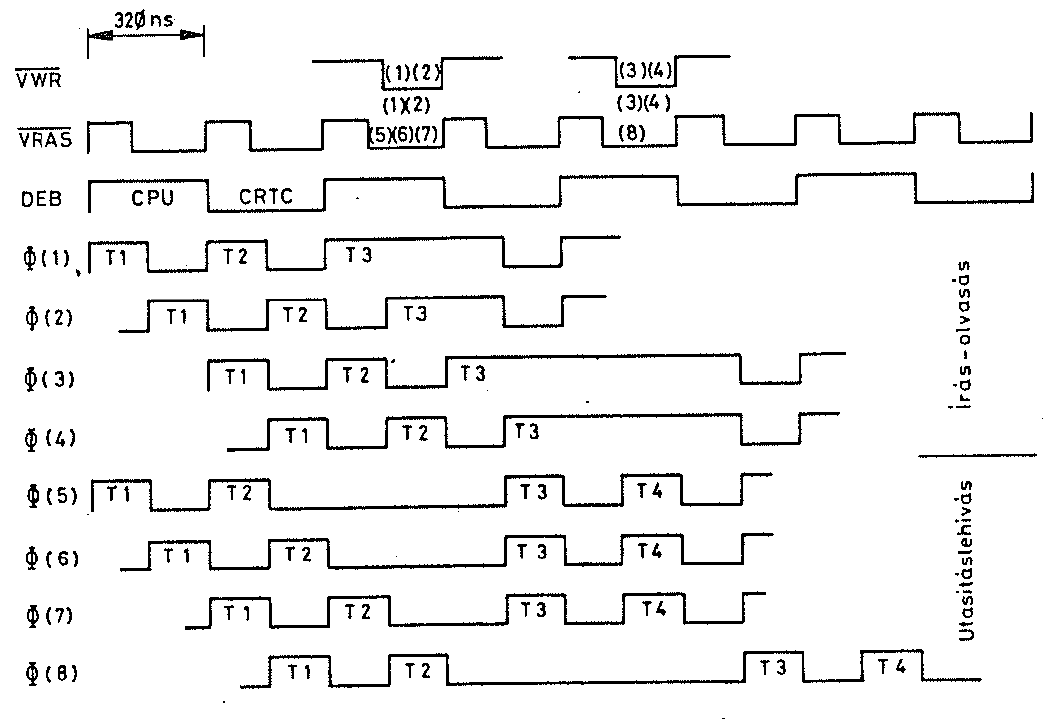 320 ns
VWR (1)(2) (3)(4)
(1)(2) (3)(4)
VRAS (5)(6)(7) (8)
DEB CPU CRTC
Φ(1) T1 T2 T3
Φ(2) T1 T2 T3
Φ(3) T1 T2 T3
Φ(4) T1 T2 T3
Írás-olvasás
Φ(5) T1 T2 T3 T4
Φ(6) T1 T2 T3 T4
Φ(7) T1 T2 T3 T4
Φ(8) T1 T2 T3 T4
Utasításlehívás